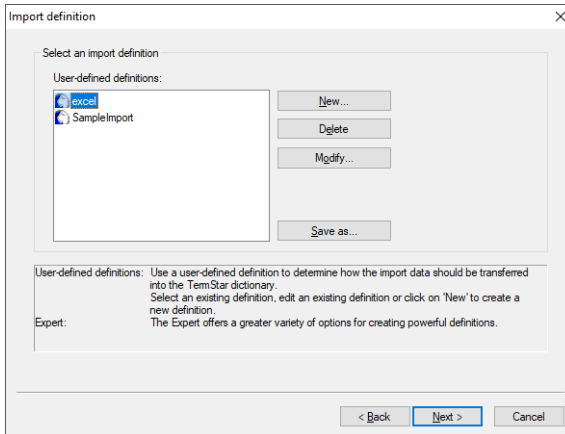 Import definition
Select an import definition
User-defined definitions:
excel
SampleImport
New...
Delete
Modify...
Save as...
User-defined definitions: Use a user-defined definition to determine how the import data should be transferred
into the TermStar dictionary.
Select an existing definition, edit an existing definition or click on 'New' to create a
new definition.
Expert: The Expert offers a greater variety of options for creating powerful definitions.
< Back
Next >
Cancel